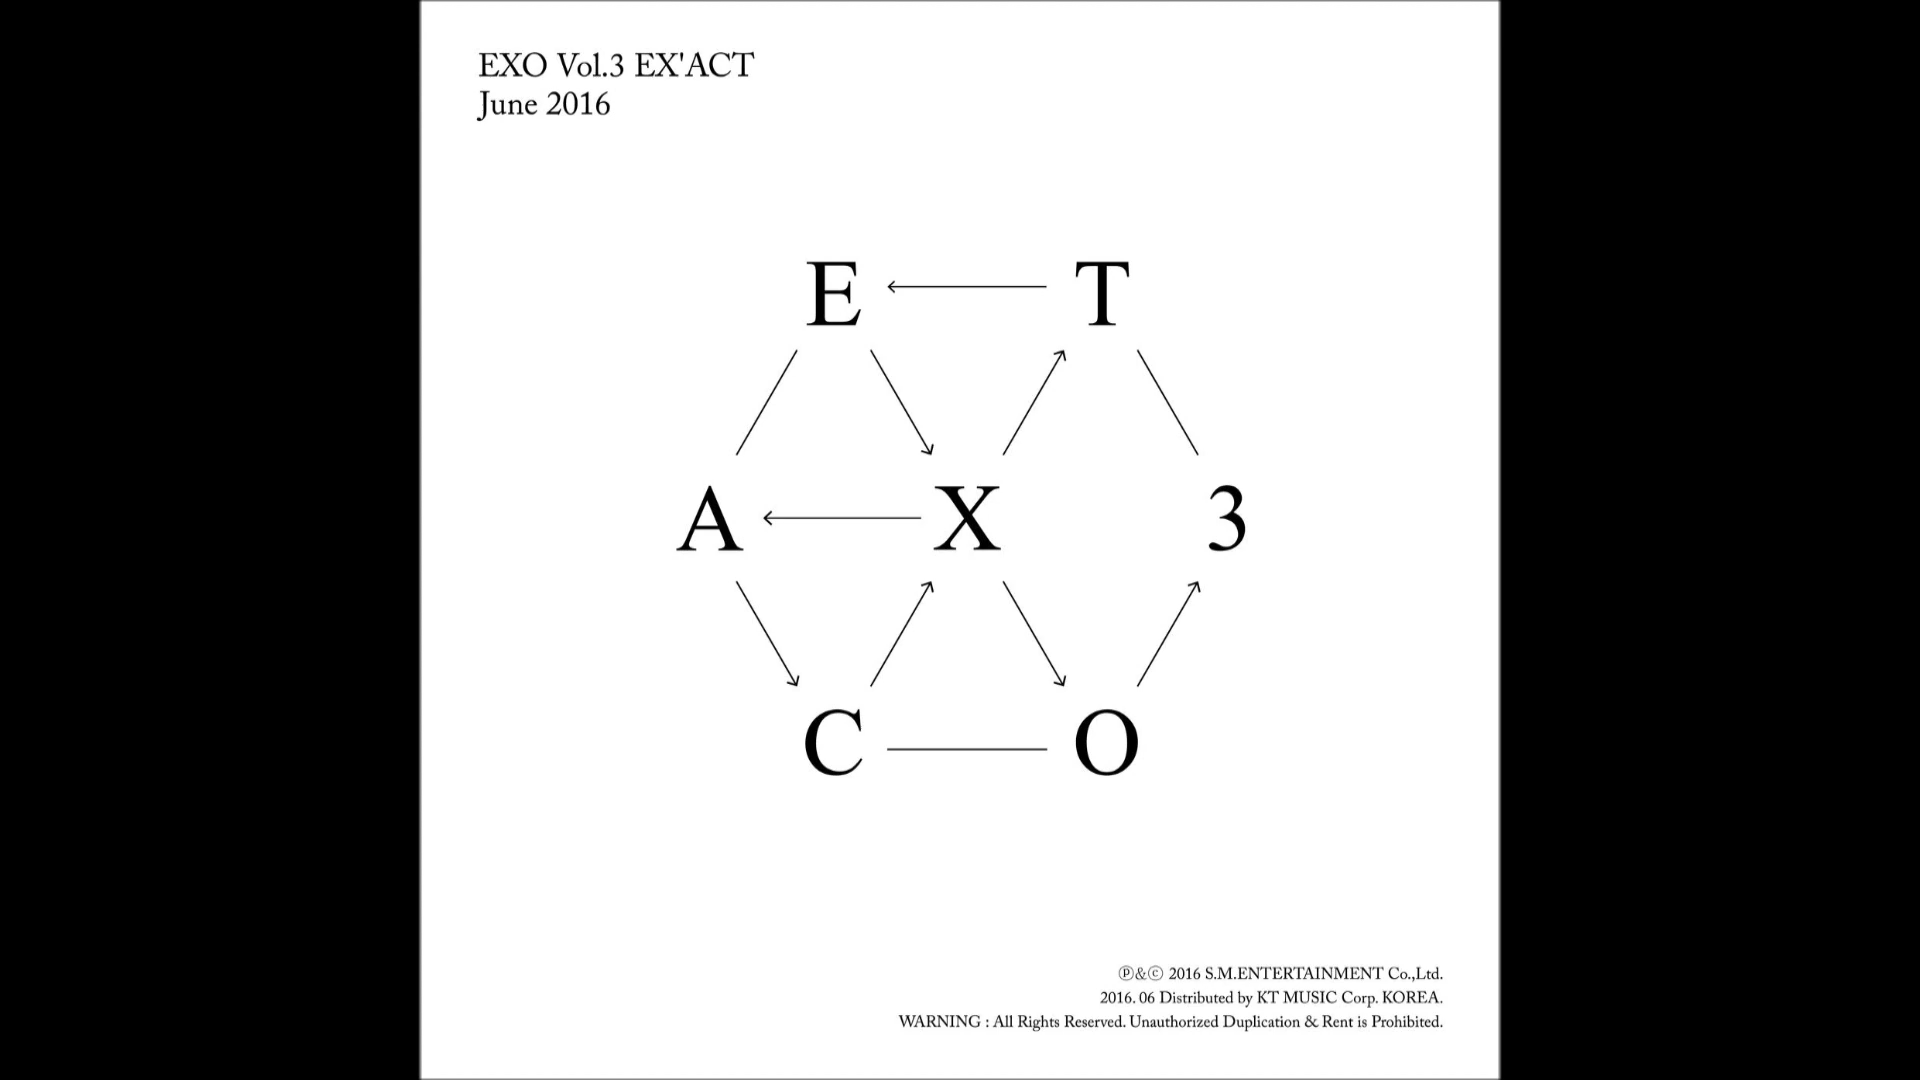 EXO Vol.3 EX'ACT
June 2016
E T
A X 3
C O
Ⓟ&ⓒ 2016 S.M.ENTERTAINMENT Co.,Ltd.
2016. 06 Distributed by KT MUSIC Corp. KOREA.
WARNING : All Rights Reserved. Unauthorized Duplication & Rent is Prohibited.